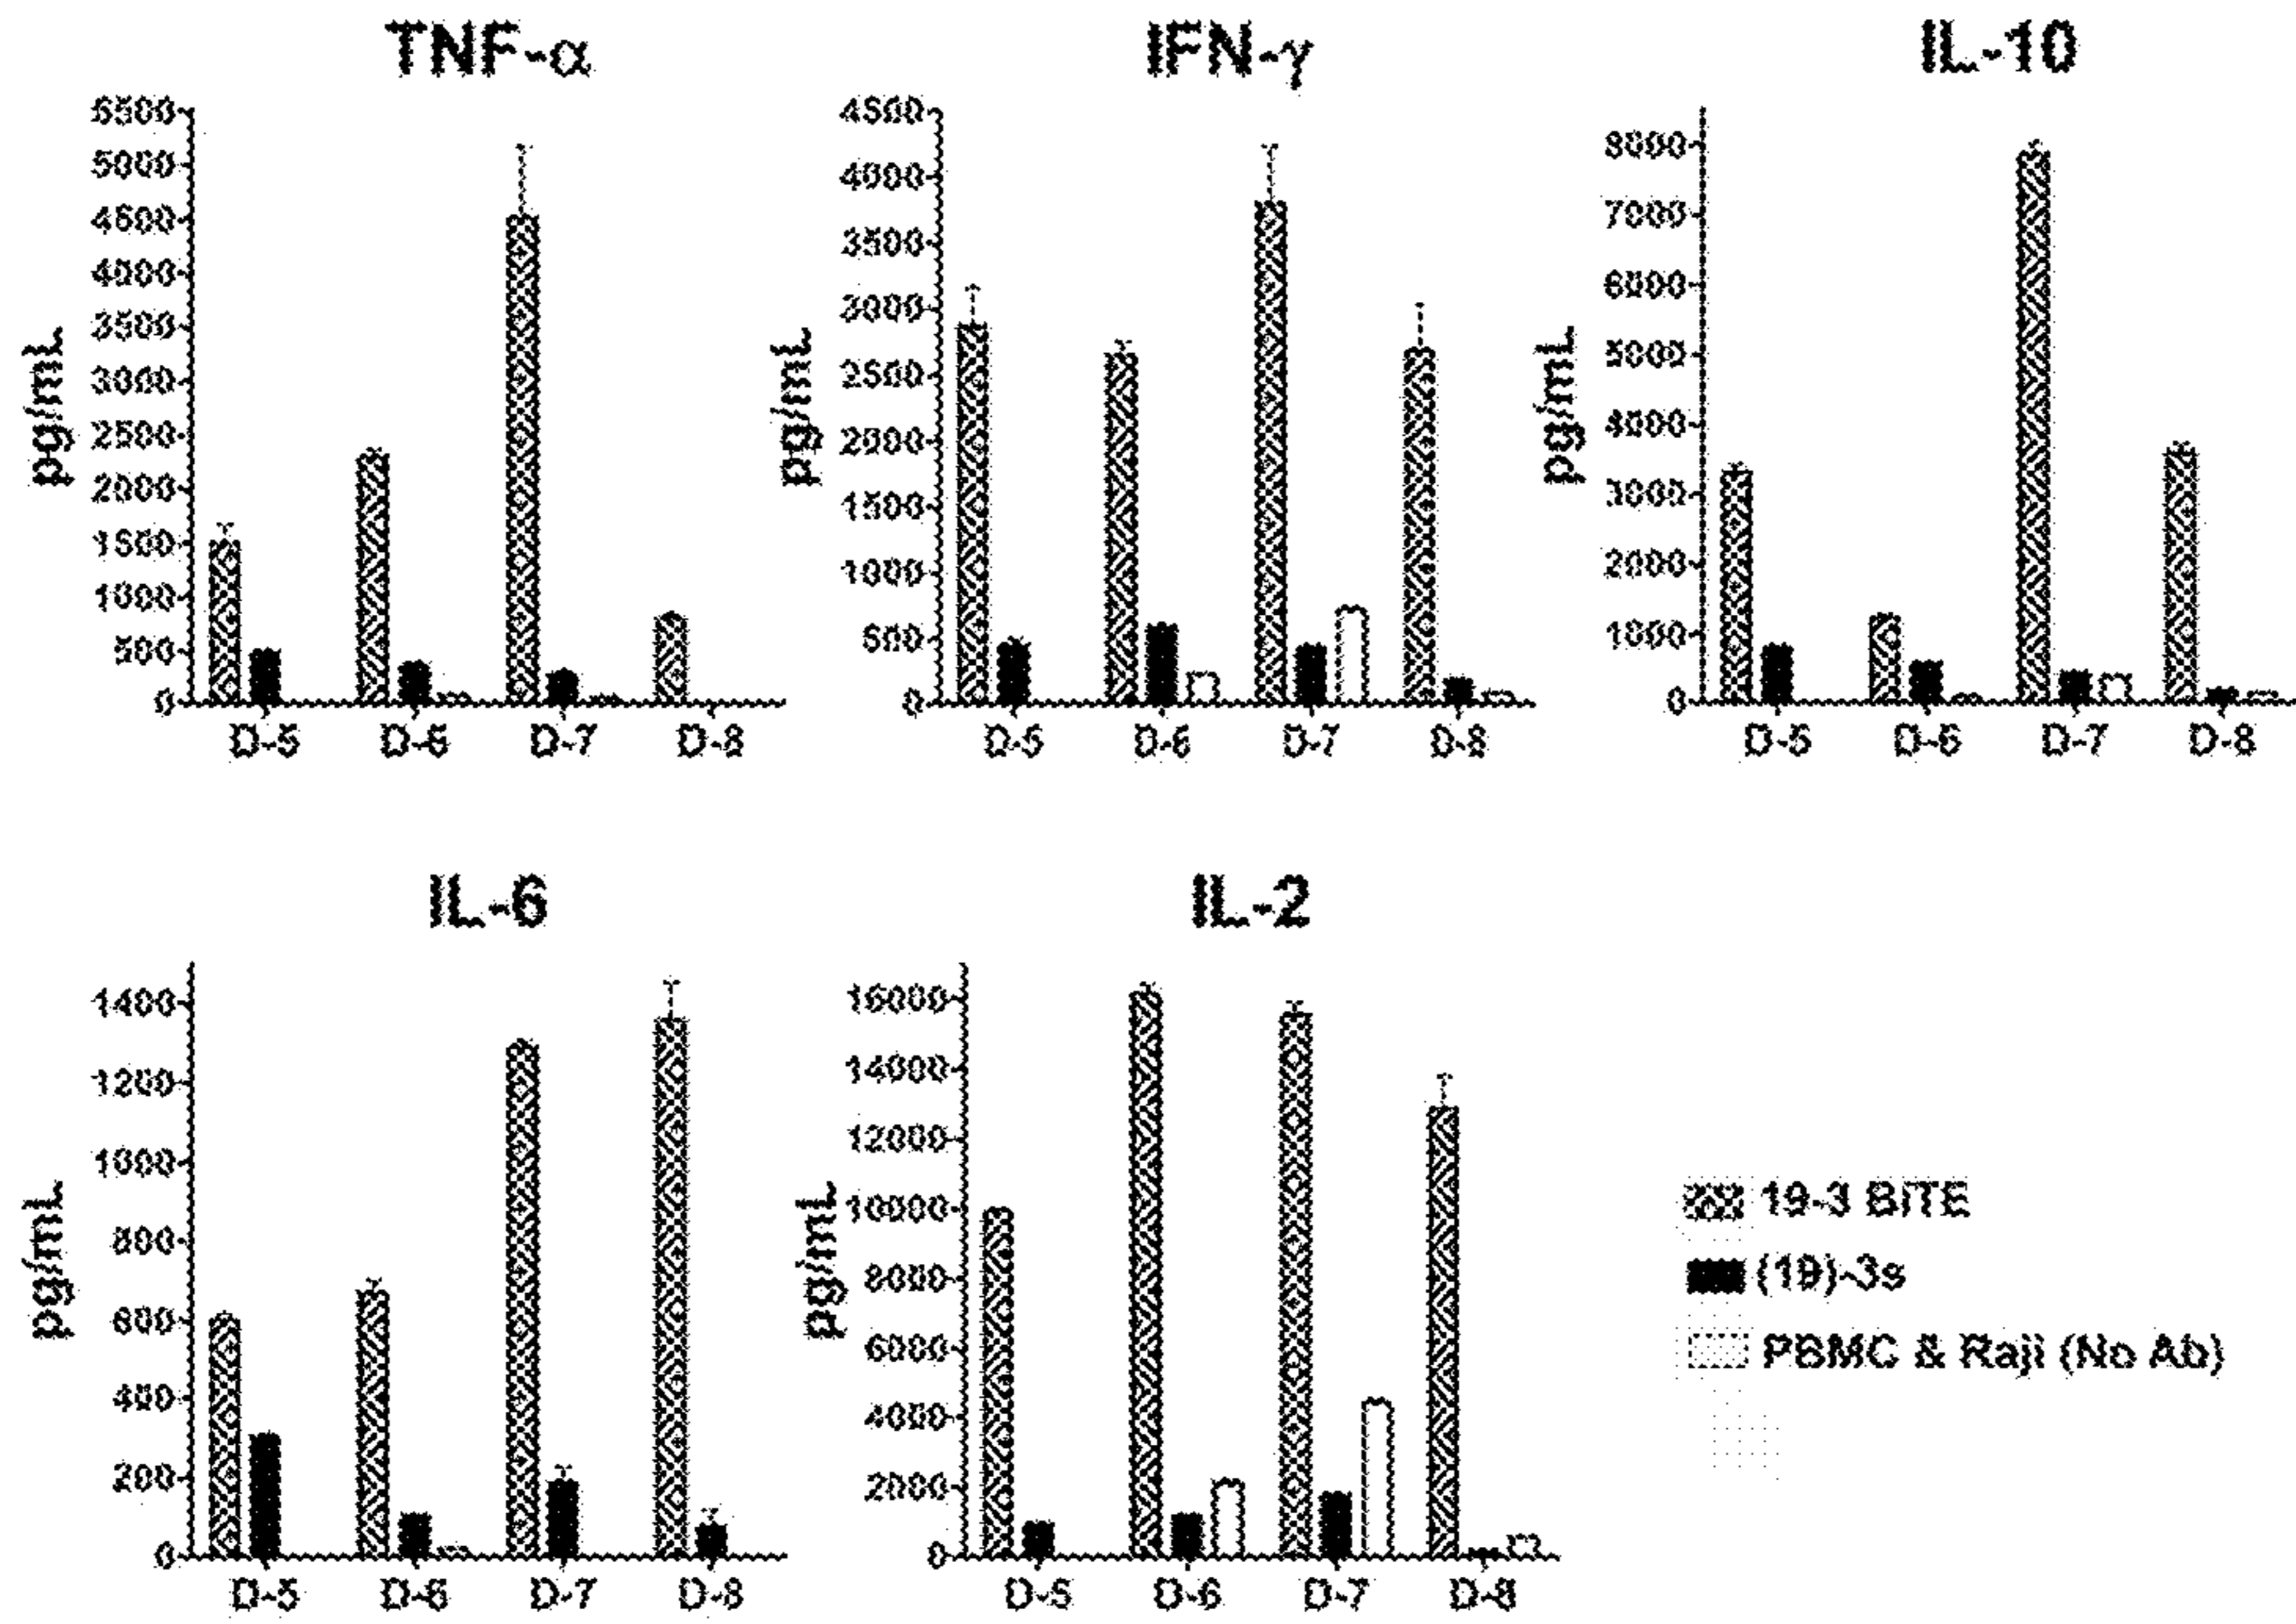 TNF-α
pg/mL
5500
5000
4500
4000
3500
3000
2500
2000
1500
1000
500
0
D-5 D-6 D-7 D-8
IFN-γ
pg/mL
4500
4000
3500
3000
2500
2000
1500
1000
500
0
D-5 D-6 D-7 D-8
IL-10
pg/mL
8000
7000
6000
5000
4000
3000
2000
1000
0
D-5 D-6 D-7 D-8
IL-6
pg/mL
1400
1200
1000
800
600
400
200
0
D-5 D-6 D-7 D-8
IL-2
pg/mL
16000
14000
12000
10000
8000
6000
4000
2000
0
D-5 D-6 D-7 D-8
19-3 BiTE
(19)-3s
PBMC & Raji (No Ab)